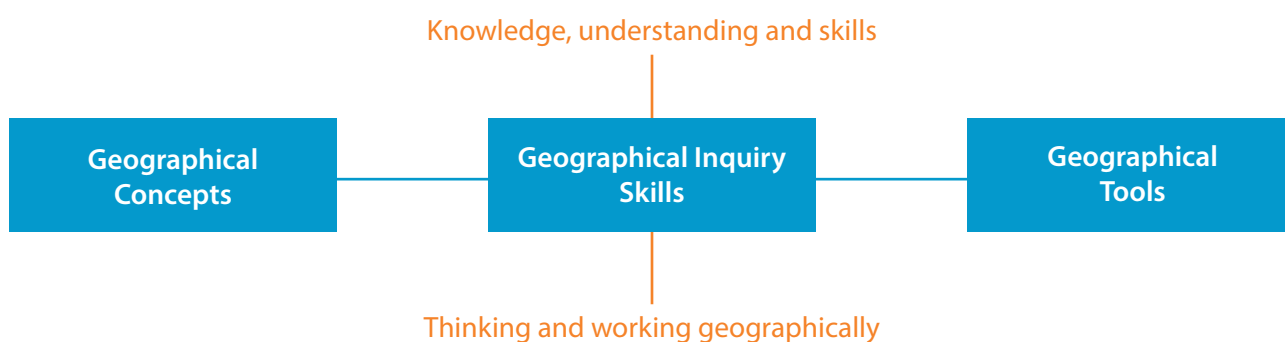 Knowledge, understanding and skills
Geographical
Concepts
Geographical Inquiry
Skills
Geographical
Tools
Thinking and working geographically